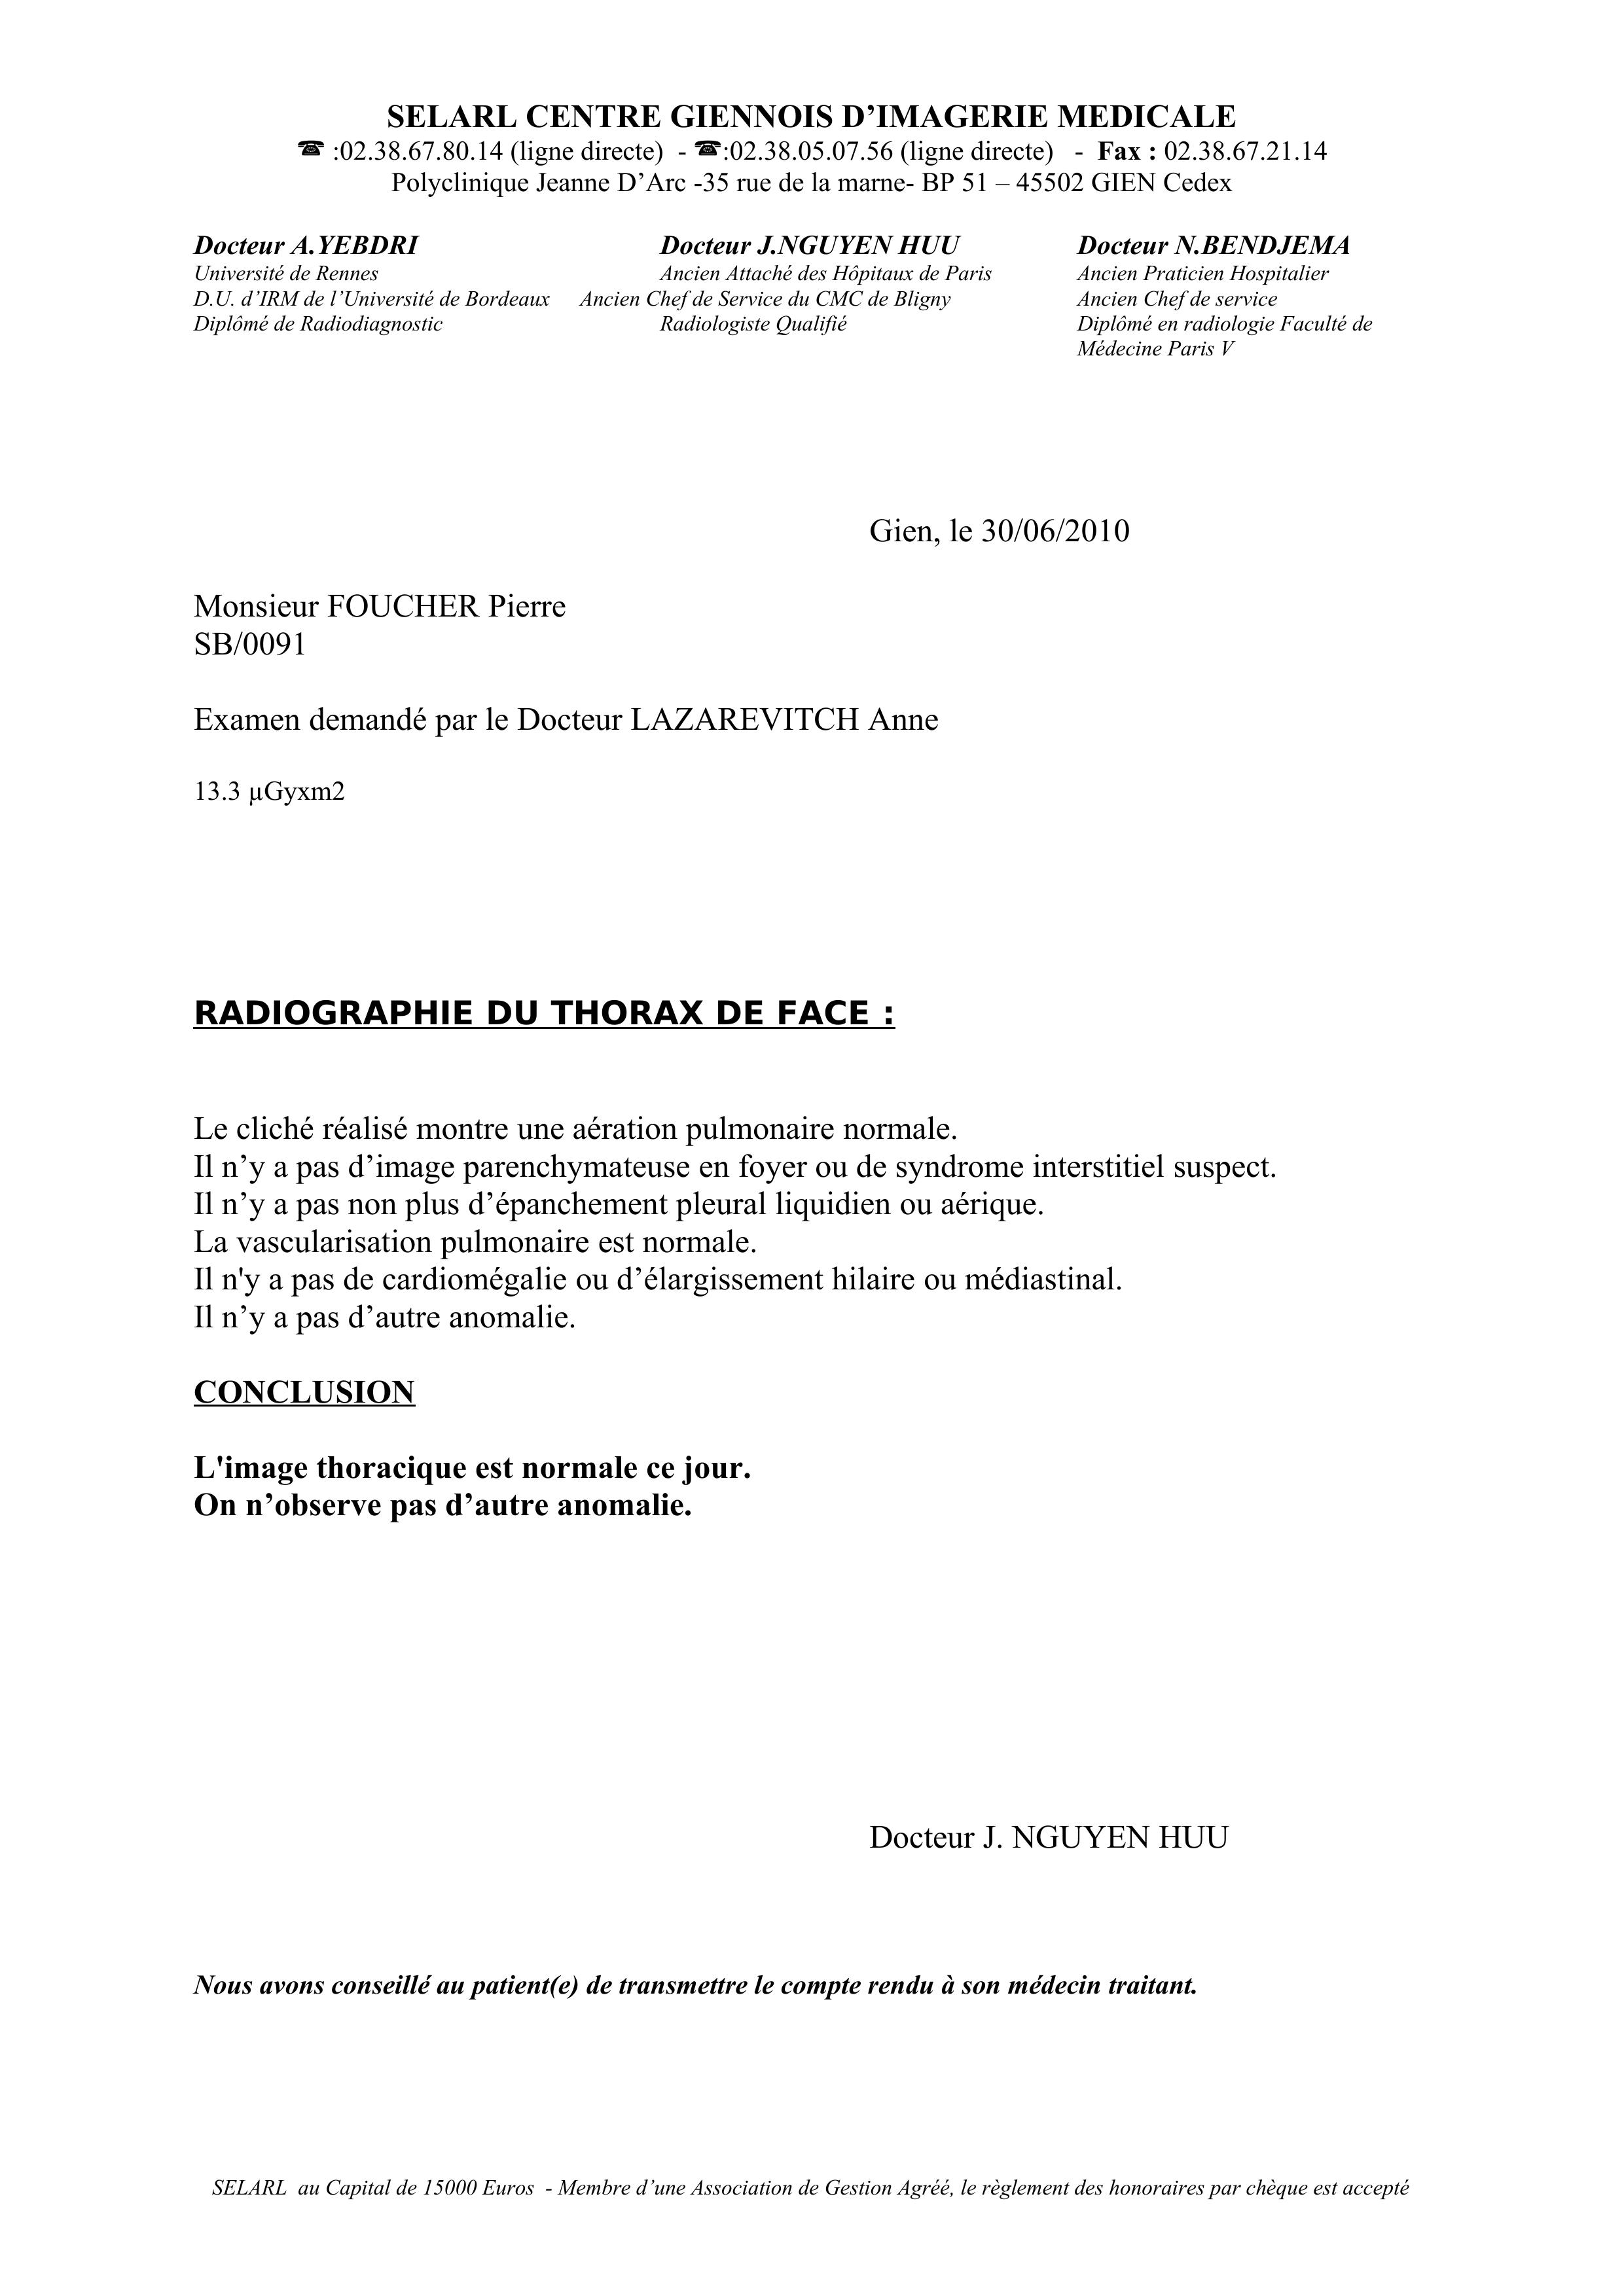 SELARL CENTRE GIENNOIS D’IMAGERIE MEDICALE
☎ :02.38.67.80.14 (ligne directe) - ☎:02.38.05.07.56 (ligne directe) - Fax : 02.38.67.21.14
Polyclinique Jeanne D’Arc -35 rue de la marne- BP 51 – 45502 GIEN Cedex
Docteur A.YEBDRI Docteur J.NGUYEN HUU Docteur N.BENDJEMA
Université de Rennes Ancien Attaché des Hôpitaux de Paris Ancien Praticien Hospitalier
D.U. d’IRM de l’Université de Bordeaux Ancien Chef de Service du CMC de Bligny Ancien Chef de service
Diplômé de Radiodiagnostic Radiologiste Qualifié Diplômé en radiologie Faculté de
Médecine Paris V
Gien, le 30/06/2010
Monsieur FOUCHER Pierre
SB/0091
Examen demandé par le Docteur LAZAREVITCH Anne
13.3 µGyxm2
RADIOGRAPHIE DU THORAX DE FACE :
Le cliché réalisé montre une aération pulmonaire normale.
Il n’y a pas d’image parenchymateuse en foyer ou de syndrome interstitiel suspect.
Il n’y a pas non plus d’épanchement pleural liquidien ou aérique.
La vascularisation pulmonaire est normale.
Il n'y a pas de cardiomégalie ou d’élargissement hilaire ou médiastinal.
Il n’y a pas d’autre anomalie.
CONCLUSION
L'image thoracique est normale ce jour.
On n’observe pas d’autre anomalie.
Docteur J. NGUYEN HUU
Nous avons conseillé au patient(e) de transmettre le compte rendu à son médecin traitant.
SELARL au Capital de 15000 Euros - Membre d’une Association de Gestion Agréé, le règlement des honoraires par chèque est accepté